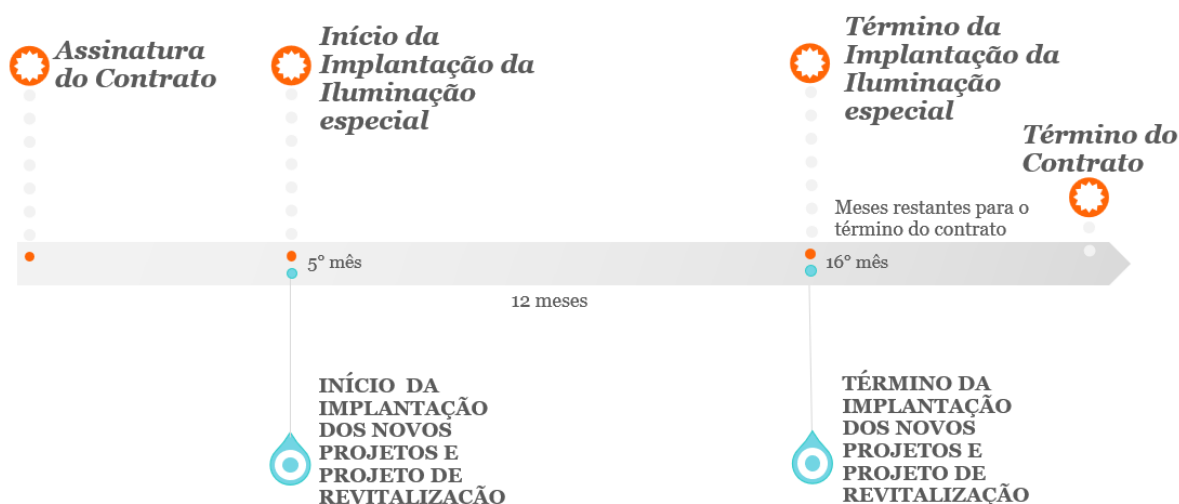 Assinatura
do Contrato
Início da
Implantação da
Iluminação
especial
Término da
Implantação da
Iluminação
especial
Término do
Contrato
Meses restantes para o
término do contrato
5º mês
16º mês
12 meses
INÍCIO DA
IMPLANTAÇÃO
DOS NOVOS
PROJETOS E
PROJETO DE
REVITALIZAÇÃO
TÉRMINO DA
IMPLANTAÇÃO
DOS NOVOS
PROJETOS E
PROJETO DE
REVITALIZAÇÃO